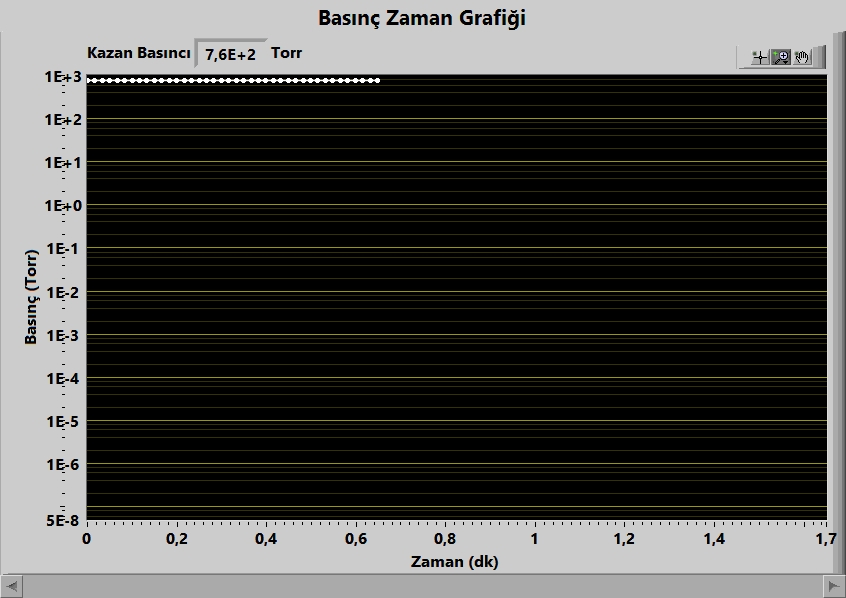 Basınç Zaman Grafiği
Kazan Basıncı 7,6E+2 Torr
1E+3
1E+2
1E+1
1E+0
1E-1
1E-2
1E-3
1E-4
1E-5
1E-6
5E-8
Basınç (Torr)
0 0,2 0,4 0,6 0,8 1 1,2 1,4 1,7
Zaman (dk)